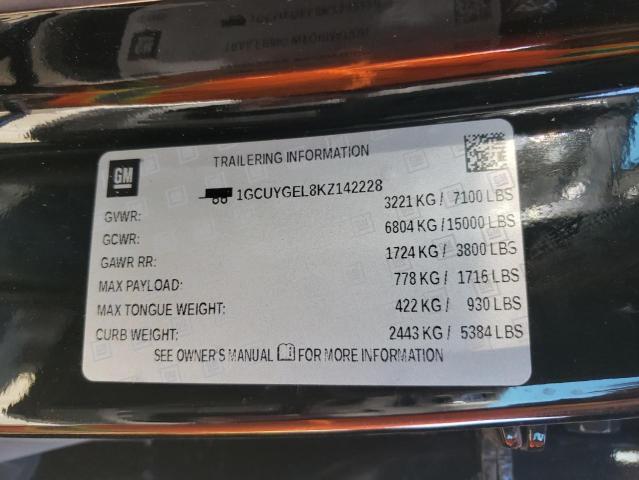 GM
TRAILERING INFORMATION
1GCUYGEL8KZ142228
GVWR: 3221 KG / 7100 LBS
GCWR: 6804 KG /15000 LBS
GAWR RR: 1724 KG / 3800 LBS
MAX PAYLOAD: 778 KG / 1716 LBS
MAX TONGUE WEIGHT: 422 KG / 930 LBS
CURB WEIGHT: 2443 KG / 5384 LBS
SEE OWNER'S MANUAL FOR MORE INFORMATION